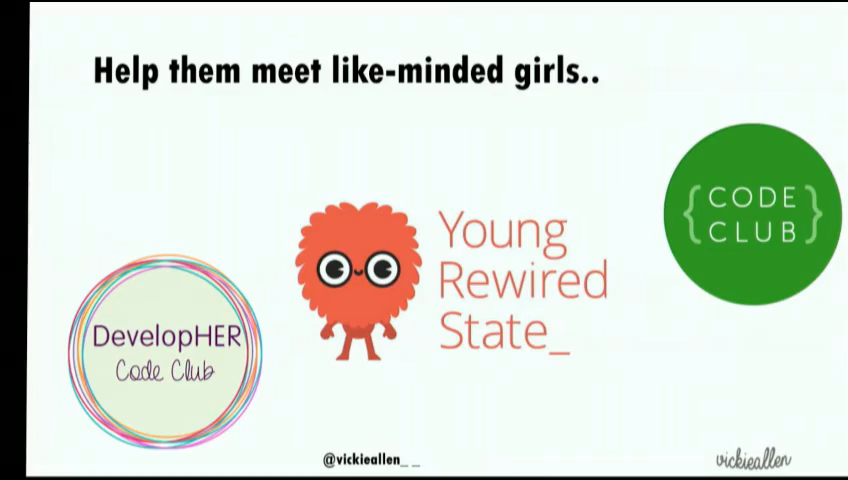 Help them meet like-minded girls..
{ CODE
CLUB }
Young
Rewired
State_
DevelopHER
Code Club
@vickieallen_ _
vickieallen